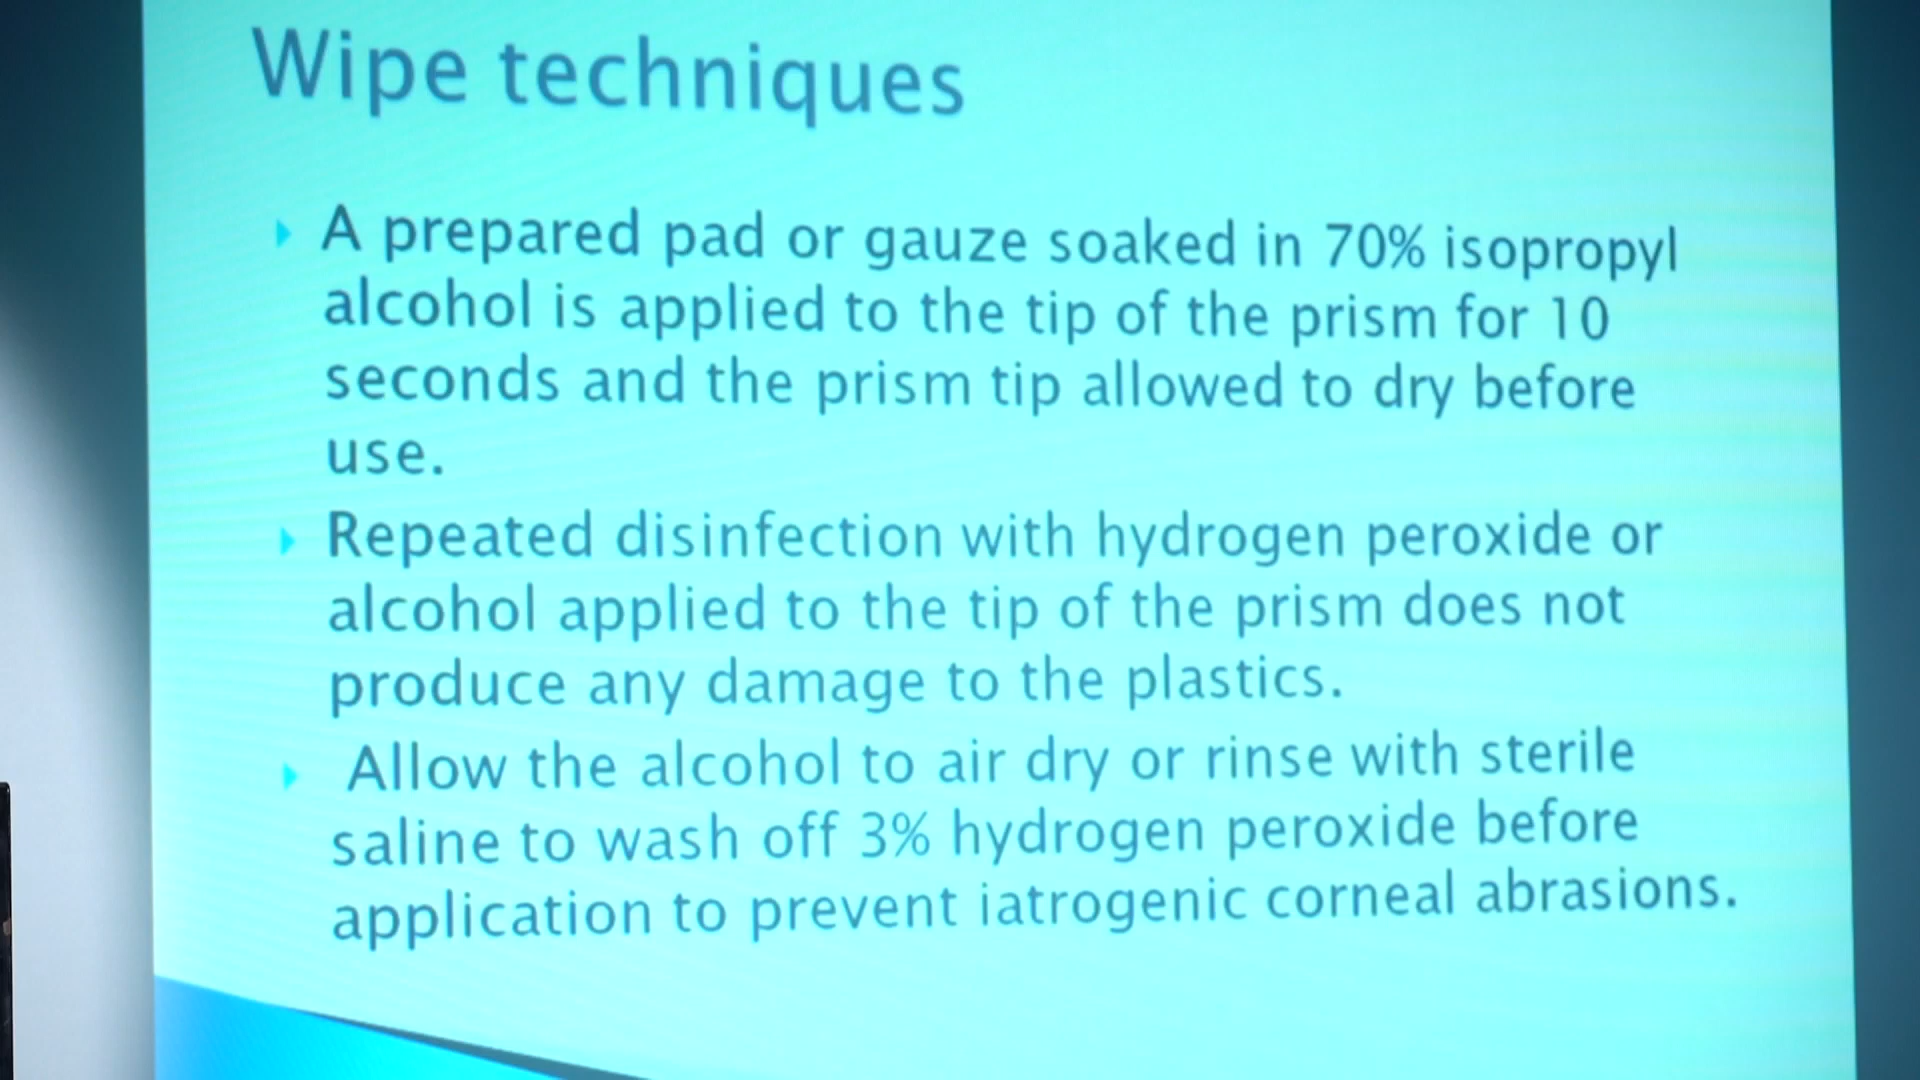 Wipe techniques
A prepared pad or gauze soaked in 70% isopropyl
alcohol is applied to the tip of the prism for 10
seconds and the prism tip allowed to dry before
use.
Repeated disinfection with hydrogen peroxide or
alcohol applied to the tip of the prism does not
produce any damage to the plastics.
Allow the alcohol to air dry or rinse with sterile
saline to wash off 3% hydrogen peroxide before
application to prevent iatrogenic corneal abrasions.